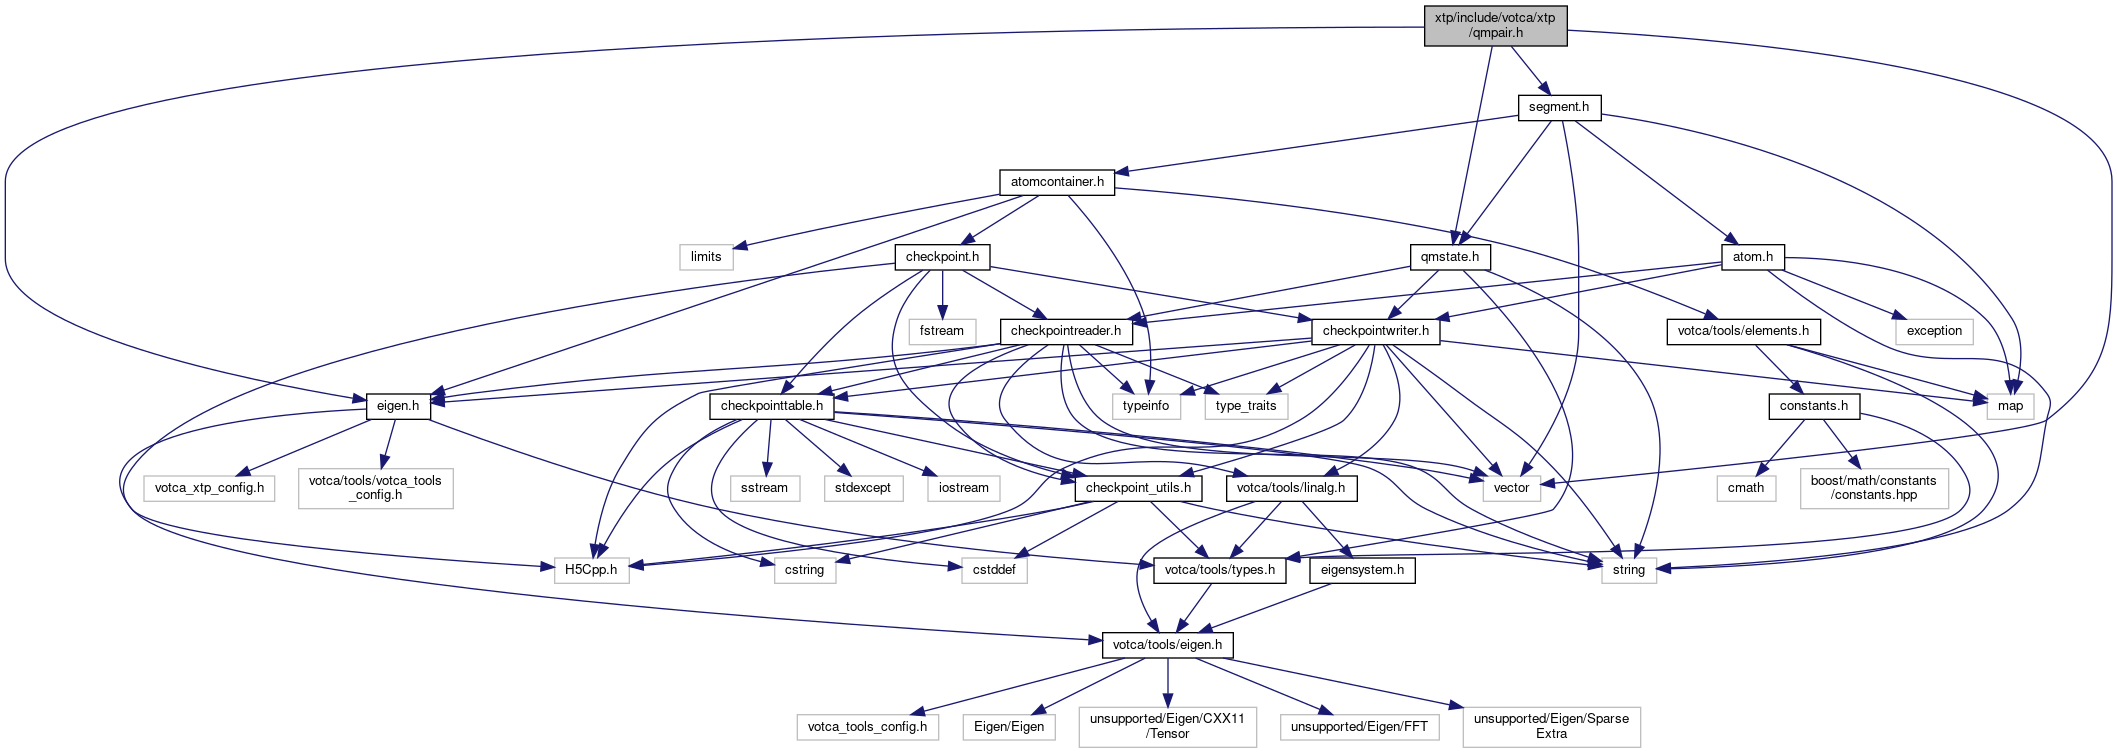 xtp/include/votca/xtp
/qmpair.h
segment.h
atomcontainer.h
limits
checkpoint.h
qmstate.h
atom.h
fstream
checkpointreader.h
checkpointwriter.h
votca/tools/elements.h
exception
eigen.h
checkpointtable.h
typeinfo
type_traits
constants.h
map
votca_xtp_config.h
votca/tools/votca_tools
_config.h
sstream
stdexcept
iostream
checkpoint_utils.h
votca/tools/linalg.h
vector
cmath
boost/math/constants
/constants.hpp
H5Cpp.h
cstring
cstddef
votca/tools/types.h
eigensystem.h
string
votca/tools/eigen.h
votca_tools_config.h
Eigen/Eigen
unsupported/Eigen/CXX11
/Tensor
unsupported/Eigen/FFT
unsupported/Eigen/Sparse
Extra